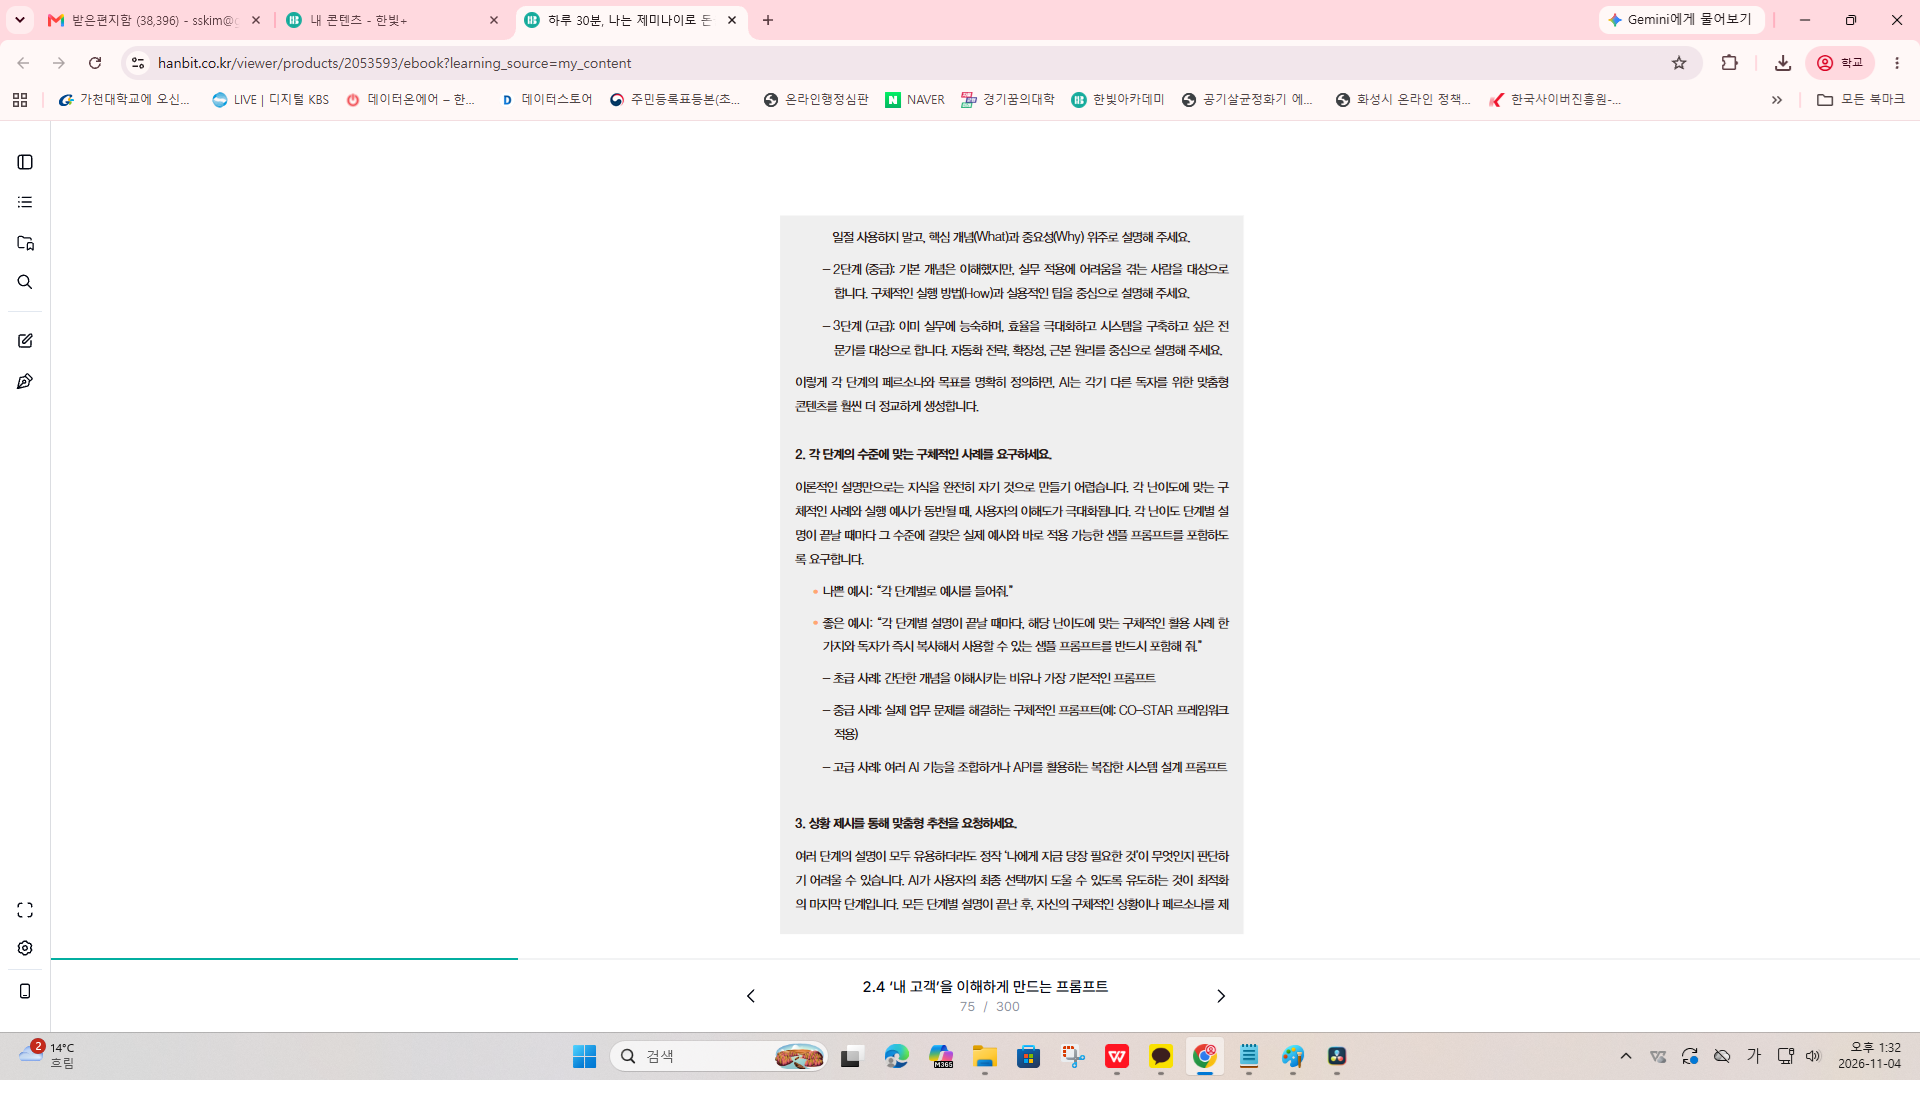 받은편지함 (38,396) - sskim@g
내 콘텐츠 - 한빛+
하루 30분, 나는 제미나이로 돈
Gemini에게 물어보기
hanbit.co.kr/viewer/products/2053593/ebook?learning_source=my_content
학교
가천대학교에 오신...
LIVE | 디지털 KBS
데이터온에어 – 한...
데이터스토어
주민등록표등본(초...
온라인행정심판
NAVER
경기꿈의대학
한빛아카데미
공기살균정화기 에...
화성시 온라인 정책...
한국사이버진흥원-...
모든 북마크
일절 사용하지 말고, 핵심 개념(What)과 중요성(Why) 위주로 설명해 주세요.
– 2단계 (중급): 기본 개념은 이해했지만, 실무 적용에 어려움을 겪는 사람을 대상으로
합니다. 구체적인 실행 방법(How)과 실용적인 팁을 중심으로 설명해 주세요.
– 3단계 (고급): 이미 실무에 능숙하며, 효율을 극대화하고 시스템을 구축하고 싶은 전
문가를 대상으로 합니다. 자동화 전략, 확장성, 근본 원리를 중심으로 설명해 주세요.
이렇게 각 단계의 페르소나와 목표를 명확히 정의하면, AI는 각기 다른 독자를 위한 맞춤형
콘텐츠를 훨씬 더 정교하게 생성합니다.
2. 각 단계의 수준에 맞는 구체적인 사례를 요구하세요.
이론적인 설명만으로는 지식을 완전히 자기 것으로 만들기 어렵습니다. 각 난이도에 맞는 구
체적인 사례와 실행 예시가 동반될 때, 사용자의 이해도가 극대화됩니다. 각 난이도 단계별 설
명이 끝날 때마다 그 수준에 걸맞은 실제 예시와 바로 적용 가능한 샘플 프롬프트를 포함하도
록 요구합니다.
• 나쁜 예시: “각 단계별로 예시를 들어줘.”
• 좋은 예시: “각 단계별 설명이 끝날 때마다, 해당 난이도에 맞는 구체적인 활용 사례 한
가지와 독자가 즉시 복사해서 사용할 수 있는 샘플 프롬프트를 반드시 포함해 줘.”
– 초급 사례: 간단한 개념을 이해시키는 비유나 가장 기본적인 프롬프트
– 중급 사례: 실제 업무 문제를 해결하는 구체적인 프롬프트(예: CO-STAR 프레임워크
적용)
– 고급 사례: 여러 AI 기능을 조합하거나 API를 활용하는 복잡한 시스템 설계 프롬프트
3. 상황 제시를 통해 맞춤형 추천을 요청하세요.
여러 단계의 설명이 모두 유용하더라도 정작 ‘나에게 지금 당장 필요한 것’이 무엇인지 판단하
기 어려울 수 있습니다. AI가 사용자의 최종 선택까지 도울 수 있도록 유도하는 것이 최적화
의 마지막 단계입니다. 모든 단계별 설명이 끝난 후, 자신의 구체적인 상황이나 페르소나를 제
2.4 ‘내 고객’을 이해하게 만드는 프롬프트
75 / 300
2
14°C
흐림
검색
M365
가
오후 1:32
2026-11-04